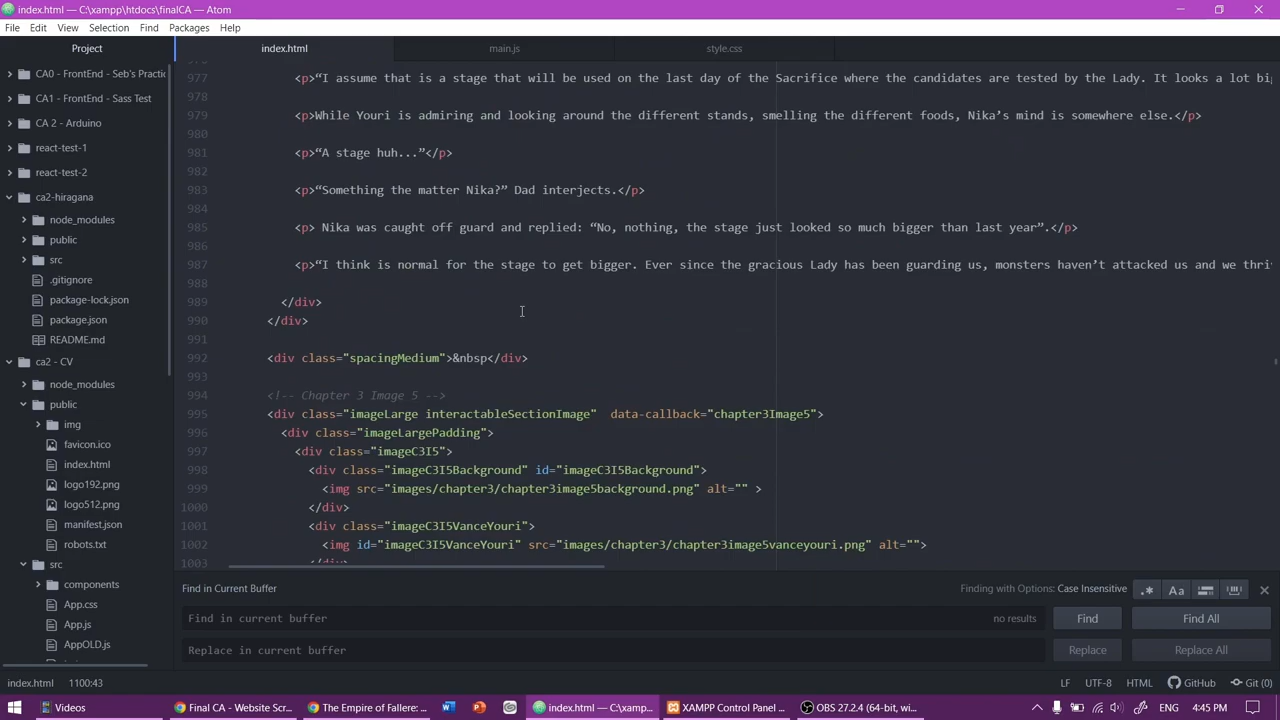 index.html — C:\xampp\htdocs\finalCA — Atom
File Edit View Selection Find Packages Help
Project
index.html main.js style.css
CA0 - FrontEnd - Seb's Practic
CA1 - FrontEnd - Sass Test
CA 2 - Arduino
react-test-1
react-test-2
ca2-hiragana
node_modules
public
src
.gitignore
package-lock.json
package.json
README.md
ca2 - CV
node_modules
public
img
favicon.ico
index.html
logo192.png
logo512.png
manifest.json
robots.txt
src
components
App.css
App.js
AppOLD.js
977 <p>“I assume that is a stage that will be used on the last day of the Sacrifice where the candidates are tested by the Lady. It looks a lot big
978
979 <p>While Youri is admiring and looking around the different stands, smelling the different foods, Nika’s mind is somewhere else.</p>
980
981 <p>“A stage huh...”</p>
982
983 <p>“Something the matter Nika?” Dad interjects.</p>
984
985 <p> Nika was caught off guard and replied: “No, nothing, the stage just looked so much bigger than last year”.</p>
986
987 <p>“I think is normal for the stage to get bigger. Ever since the gracious Lady has been guarding us, monsters haven’t attacked us and we thri
988
989 </div>
990 </div>
991
992 <div class="spacingMedium">&nbsp</div>
993
994 <!-- Chapter 3 Image 5 -->
995 <div class="imageLarge interactableSectionImage" data-callback="chapter3Image5">
996 <div class="imageLargePadding">
997 <div class="imageC3I5">
998 <div class="imageC3I5Background" id="imageC3I5Background">
999 <img src="images/chapter3/chapter3image5background.png" alt="" >
1000 </div>
1001 <div class="imageC3I5VanceYouri">
1002 <img id="imageC3I5VanceYouri" src="images/chapter3/chapter3image5vanceyouri.png" alt="">
1003 </div>
Find in Current Buffer Finding with Options: Case Insensitive .* Aa
Find in current buffer no results Find Find All
Replace in current buffer Replace Replace All
index.html 1100:43 LF UTF-8 HTML GitHub Git (0)
Videos Final CA - Website Scr... The Empire of Fallere: ... index.html — C:\xamp... XAMPP Control Panel ... OBS 27.2.4 (64-bit, wi... 4:45 PM